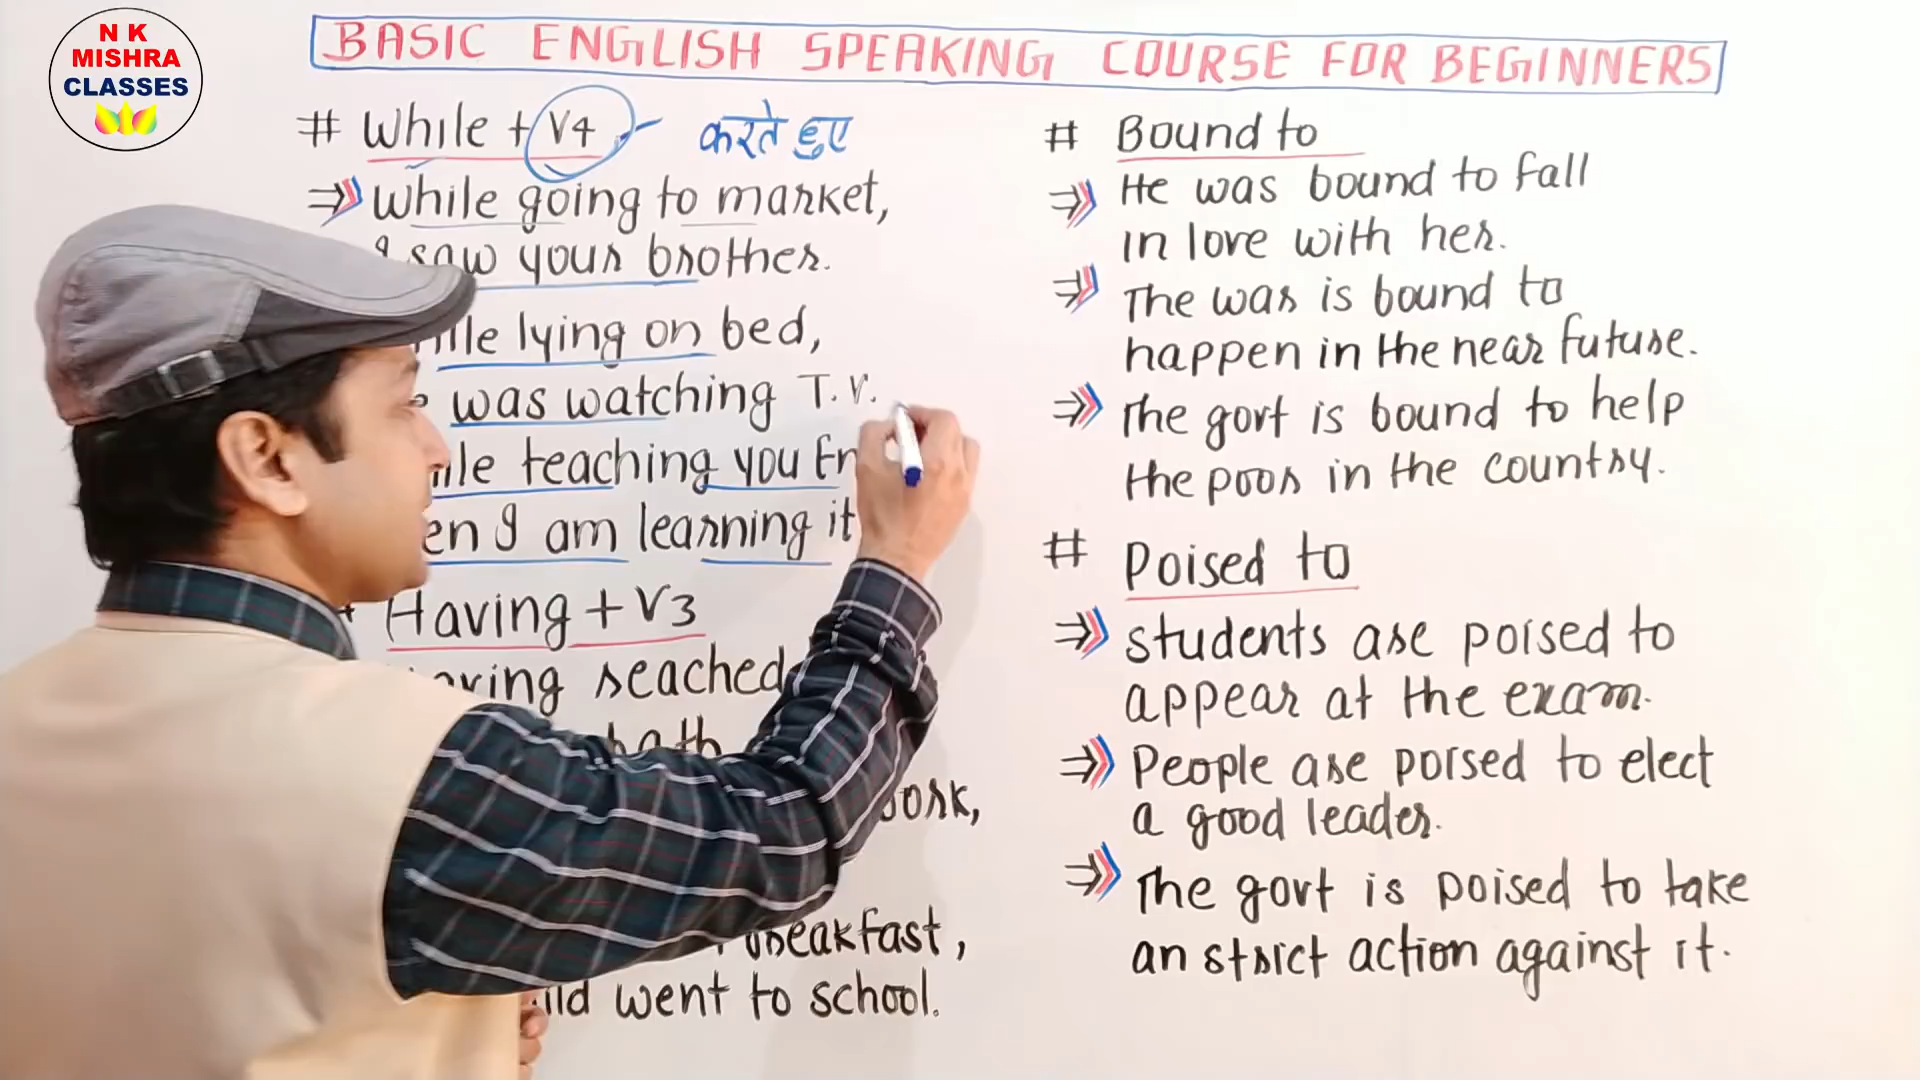 N K
MISHRA
CLASSES
BASIC ENGLISH SPEAKING COURSE FOR BEGINNERS
# While + V4 - करते हुए
⇒ While going to market,
I saw your brother.
lying on bed,
was watching T.V.
teaching you
I am learning it
Having + V3
reached
bath
work,
breakfast,
went to school.
# Bound to
⇒ He was bound to fall
in love with her.
⇒ The war is bound to
happen in the near future.
⇒ The govt is bound to help
the poor in the country.
# Poised to
⇒ Students are poised to
appear at the exam.
⇒ People are poised to elect
a good leader.
⇒ The govt is poised to take
an strict action against it.